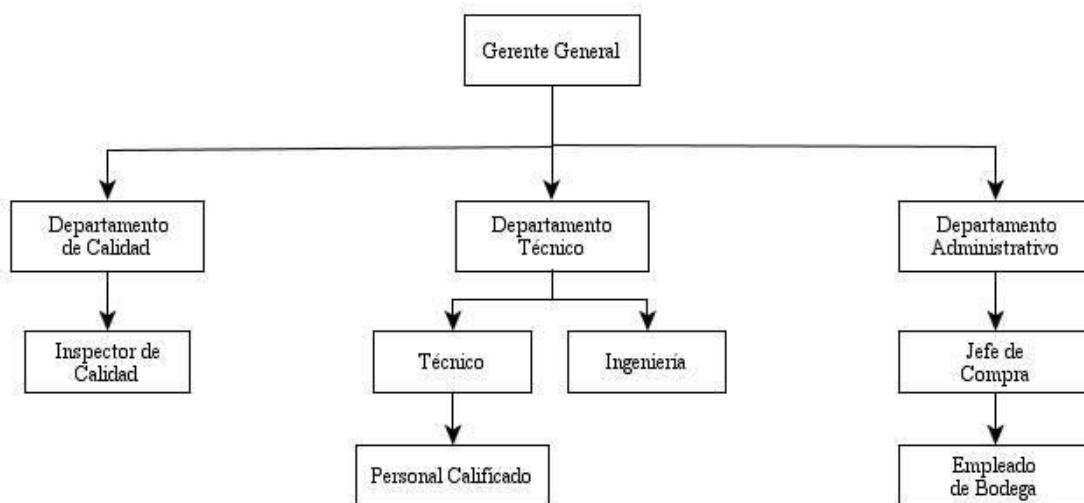 Gerente General
Departamento
de Calidad
Departamento
Técnico
Departamento
Administrativo
Inspector de
Calidad
Técnico
Ingeniería
Jefe de
Compra
Personal Calificado
Empleado
de Bodega